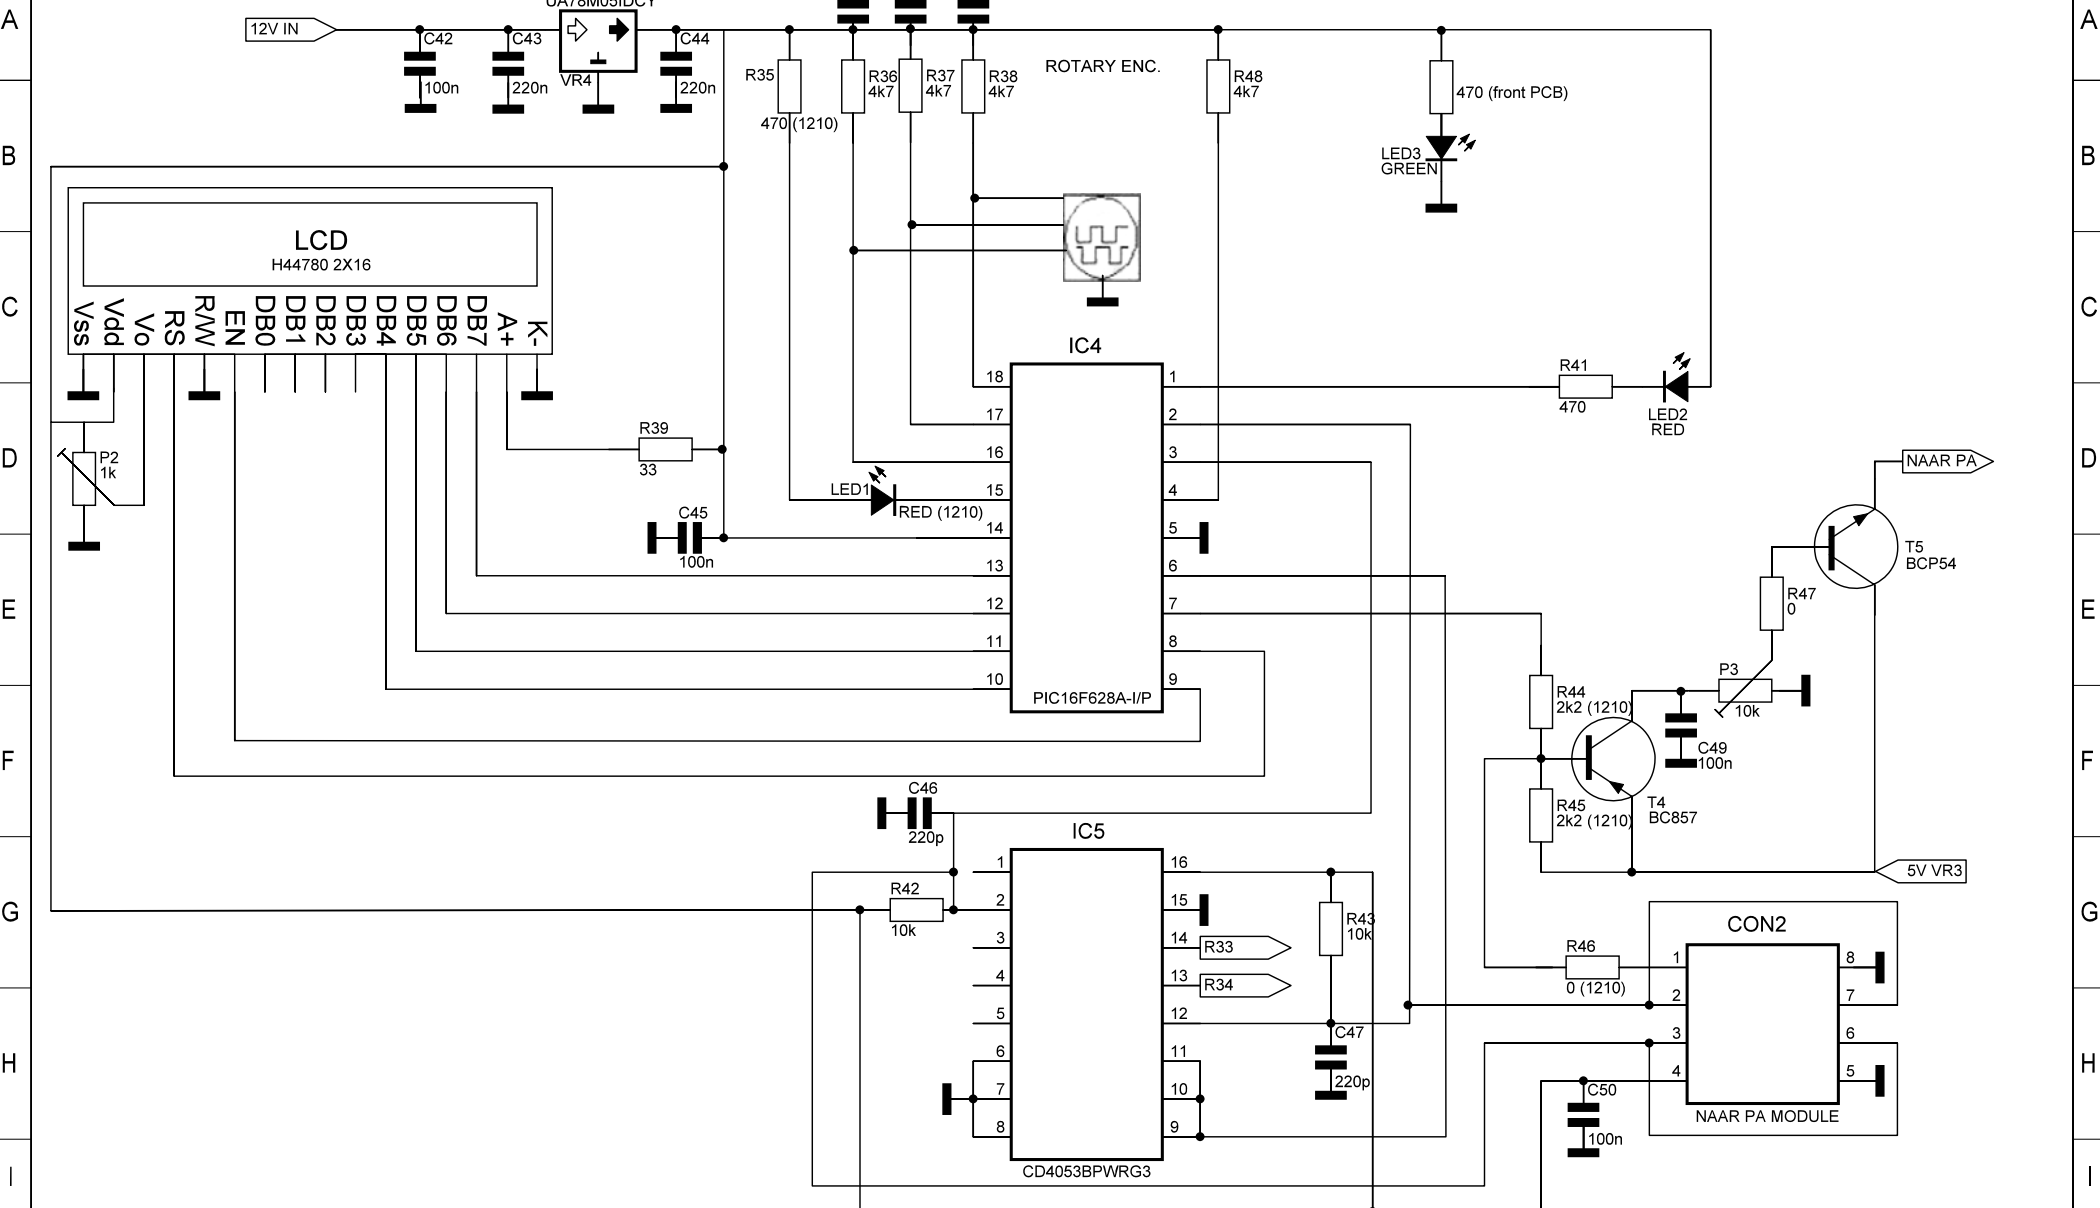 A
A
UA78M05IDCY
12V IN
C42
100n
C43
220n
VR4
C44
220n
R35
470 (1210)
R36
4k7
R37
4k7
R38
4k7
ROTARY ENC.
R48
4k7
470 (front PCB)
LED3
GREEN
B
B
LCD
H44780 2X16
Vss
Vdd
Vo
RS
R/W
EN
DB0
DB1
DB2
DB3
DB4
DB5
DB6
DB7
A+
K-
C
C
IC4
18
17
16
15
14
13
12
11
10
1
2
3
4
5
6
7
8
9
PIC16F628A-I/P
R41
470
LED2
RED
R39
33
P2
1k
D
D
LED1
RED (1210)
C45
100n
NAAR PA
T5
BCP54
R47
0
E
E
P3
10k
R44
2k2 (1210)
C49
100n
F
F
T4
BC857
R45
2k2 (1210)
C46
220p
IC5
1
2
3
4
5
6
7
8
16
15
14
13
12
11
10
9
CD4053BPWRG3
R42
10k
R33
R34
R43
10k
C47
220p
5V VR3
G
G
CON2
1
2
3
4
8
7
6
5
NAAR PA MODULE
R46
0 (1210)
H
H
C50
100n
I
I